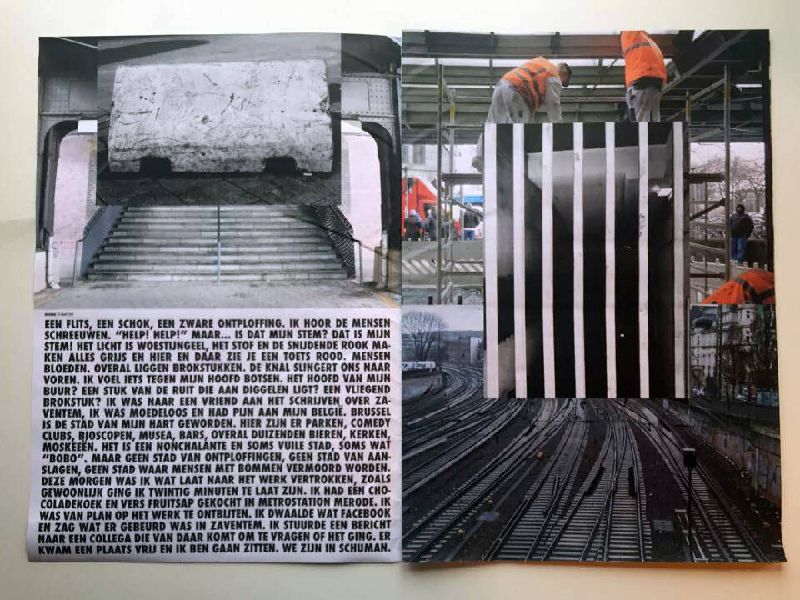 EEN FLITS, EEN SCHOK, EEN ZWARE ONTPLOFFING. IK HOOR DE MENSEN
SCHREEUWEN. "HELP! HELP!" MAAR... IS DAT MIJN STEM? DAT IS MIJN
STEM! HET LICHT IS WOESTIJNGEEL, HET STOF EN DE SNIJDENDE ROOK MA-
KEN ALLES GRIJS EN HIER EN DAAR ZIE JE EEN TOETS ROOD. MENSEN
BLOEDEN. OVERAL LIGGEN BROKSTUKKEN. DE KNAL SLINGERT ONS NAAR
VOREN. IK VOEL IETS TEGEN MIJN HOOFD BOTSEN. HET HOOFD VAN MIJN
BUUR? EEN STUK VAN DE RUIT DIE AAN DIGGELEN LIGT? EEN VLIEGEND
BROKSTUK? IK WAS NAAR EEN VRIEND AAN HET SCHRIJVEN OVER ZA-
VENTEM, IK WAS MOEDELOOS EN HAD PIJN AAN MIJN BELGIË. BRUSSEL
IS DE STAD VAN MIJN HART GEWORDEN. HIER ZIJN ER PARKEN, COMEDY
CLUBS, BIOSCOPEN, MUSEA, BARS, OVERAL DUIZENDEN BIEREN, KERKEN,
MOSKEEËN. HET IS EEN NONCHALANTE EN SOMS VUILE STAD, SOMS WAT
"BOBO". MAAR GEEN STAD VAN ONTPLOFFINGEN, GEEN STAD VAN AAN-
SLAGEN, GEEN STAD WAAR MENSEN MET BOMMEN VERMOORD WORDEN.
DEZE MORGEN WAS IK WAT LAAT NAAR HET WERK VERTROKKEN, ZOALS
GEWOONLIJK GING IK TWINTIG MINUTEN TE LAAT ZIJN. IK HAD EEN CHO-
COLADEKOEK EN VERS FRUITSAP GEKOCHT IN METROSTATION MERODE. IK
WAS VAN PLAN OP HET WERK TE ONTBIJTEN. IK DWAALDE WAT FACEBOOK
EN ZAG WAT ER GEBEURD WAS IN ZAVENTEM. IK STUURDE EEN BERICHT
NAAR EEN COLLEGA DIE VAN DAAR KOMT OM TE VRAGEN OF HET GING. ER
KWAM EEN PLAATS VRIJ EN IK BEN GAAN ZITTEN. WE ZIJN IN SCHUMAN.